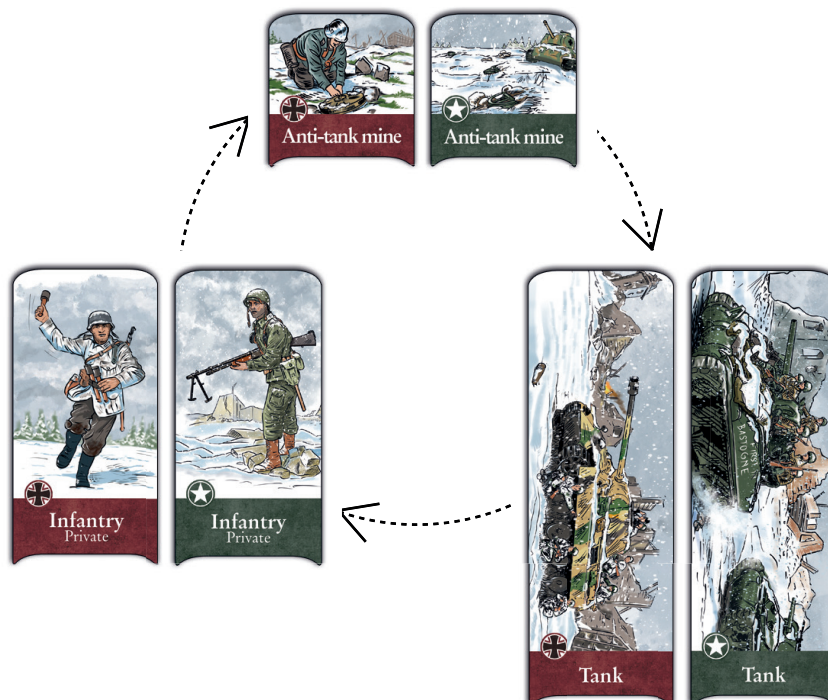 Anti-tank mine
Anti-tank mine
Infantry
Private
Infantry
Private
Tank
Tank